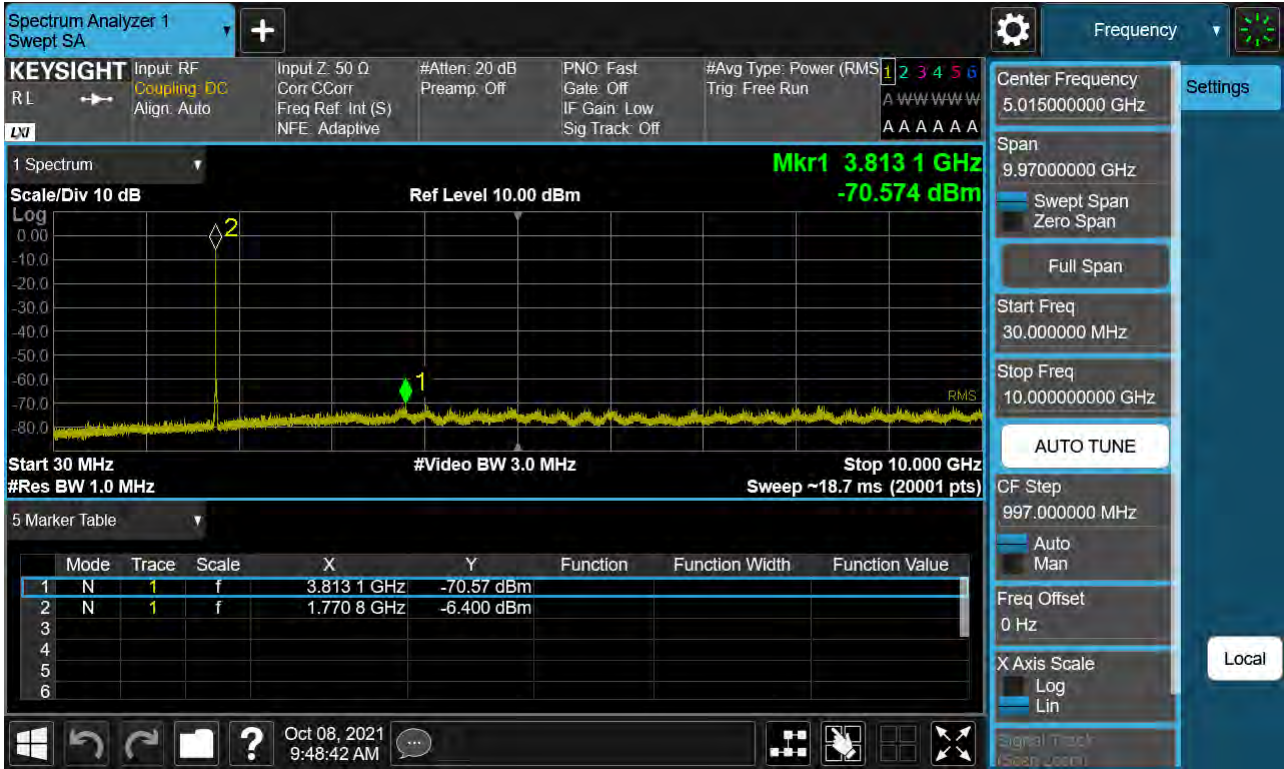 Spectrum Analyzer 1
Swept SA
Frequency
KEYSIGHT
RL
LXI
Input: RF
Coupling: DC
Align: Auto
Input Z: 50 Ω
Corr CCorr
Freq Ref: Int (S)
NFE: Adaptive
#Atten: 20 dB
Preamp: Off
PNO: Fast
Gate: Off
IF Gain: Low
Sig Track: Off
#Avg Type: Power (RMS
Trig: Free Run
1 2 3 4 5 6
A W W W W W
A A A A A A
1 Spectrum
Mkr1 3.813 1 GHz
-70.574 dBm
Scale/Div 10 dB
Ref Level 10.00 dBm
Log
0.00
-10.0
-20.0
-30.0
-40.0
-50.0
-60.0
-70.0
-80.0
2
1
RMS
Start 30 MHz
#Video BW 3.0 MHz
Stop 10.000 GHz
#Res BW 1.0 MHz
Sweep ~18.7 ms (20001 pts)
5 Marker Table
Mode Trace Scale X Y Function Function Width Function Value
1 N 1 f 3.813 1 GHz -70.57 dBm
2 N 1 f 1.770 8 GHz -6.400 dBm
3
4
5
6
Oct 08, 2021
9:48:42 AM
Center Frequency
5.015000000 GHz
Span
9.97000000 GHz
Swept Span
Zero Span
Full Span
Start Freq
30.000000 MHz
Stop Freq
10.000000000 GHz
AUTO TUNE
CF Step
997.000000 MHz
Auto
Man
Freq Offset
0 Hz
X Axis Scale
Log
Lin
Signal Track
(Span Zoom)
Settings
Local